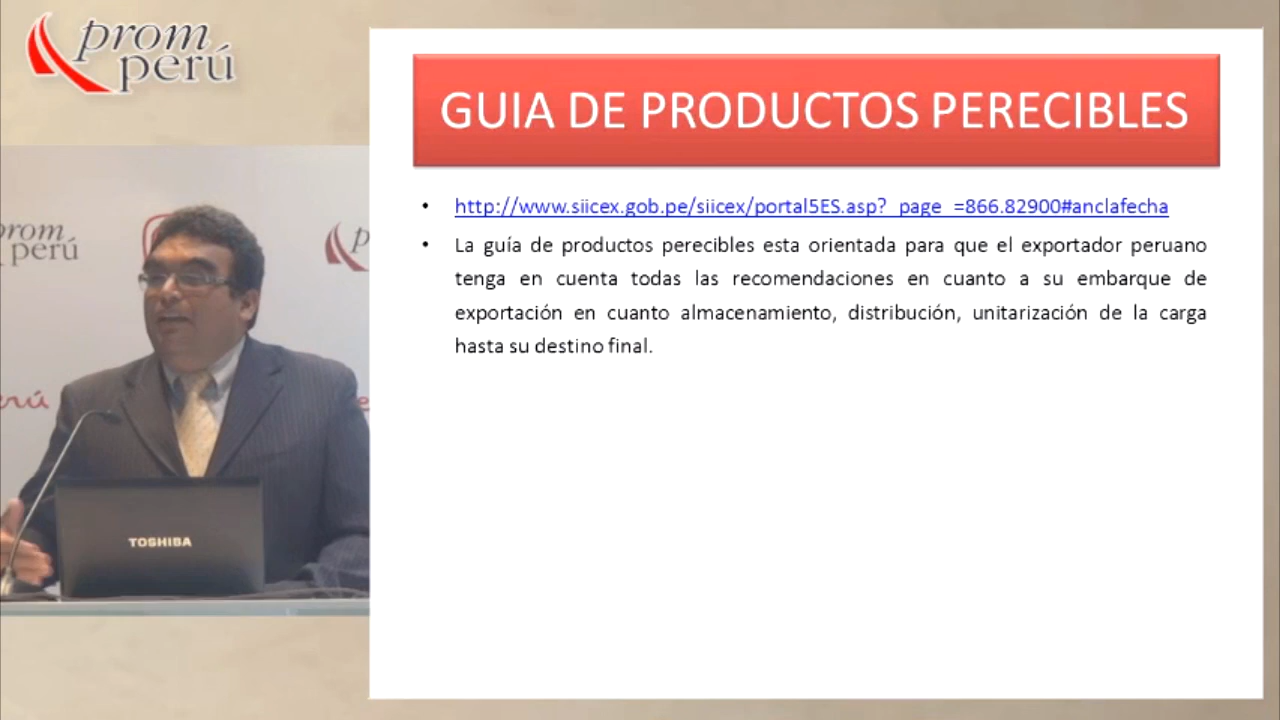 prom
perú
GUIA DE PRODUCTOS PERECIBLES
• http://www.siicex.gob.pe/siicex/portal5ES.asp?_page_=866.82900#anclafecha
• La guía de productos perecibles esta orientada para que el exportador peruano
tenga en cuenta todas las recomendaciones en cuanto a su embarque de
exportación en cuanto almacenamiento, distribución, unitarización de la carga
hasta su destino final.
perú
TOSHIBA